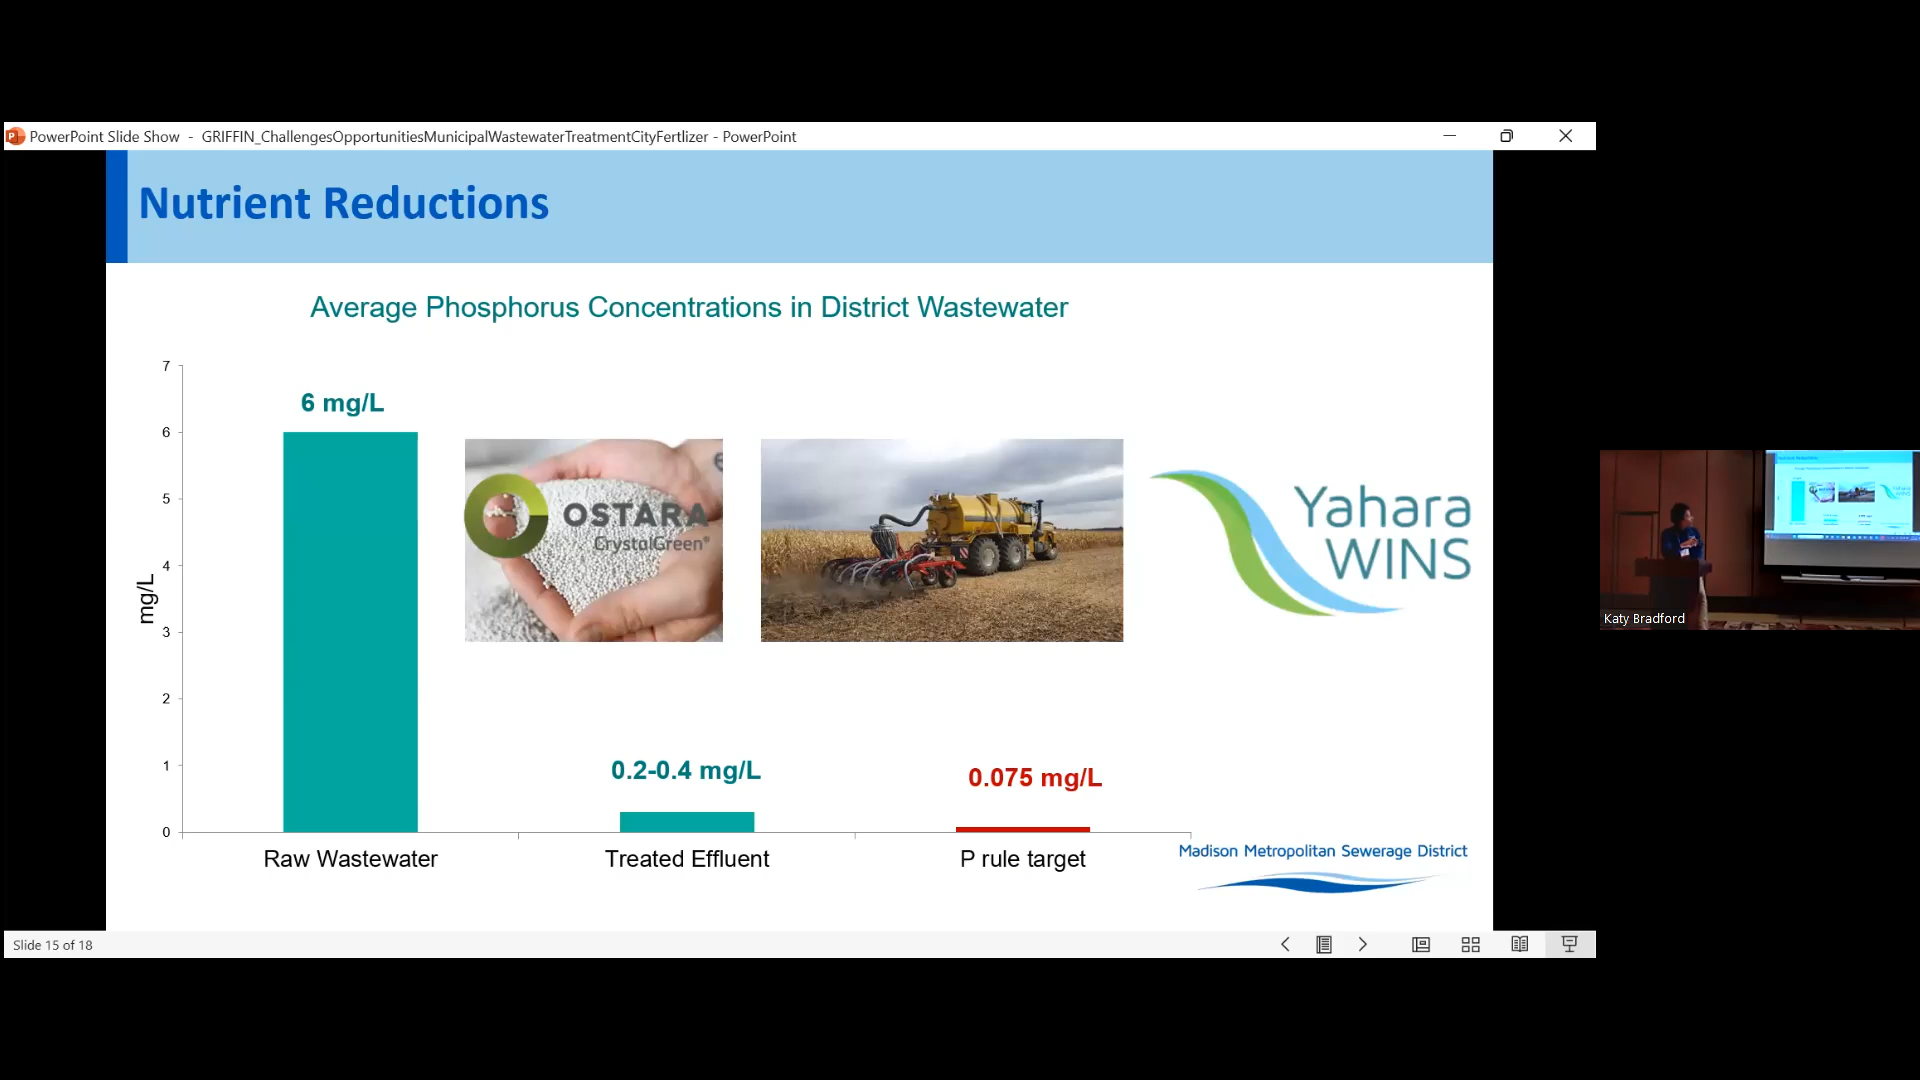 PowerPoint Slide Show - GRIFFIN_ChallengesOpportunitiesMunicipalWastewaterTreatmentCityFertlizer - PowerPoint
Nutrient Reductions
Average Phosphorus Concentrations in District Wastewater
7
6
5
4
3
2
1
0
mg/L
6 mg/L
OSTARA
CrystalGreen®
Yahara
WINS
0.2-0.4 mg/L
0.075 mg/L
Raw Wastewater
Treated Effluent
P rule target
Madison Metropolitan Sewerage District
Slide 15 of 18
Katy Bradford